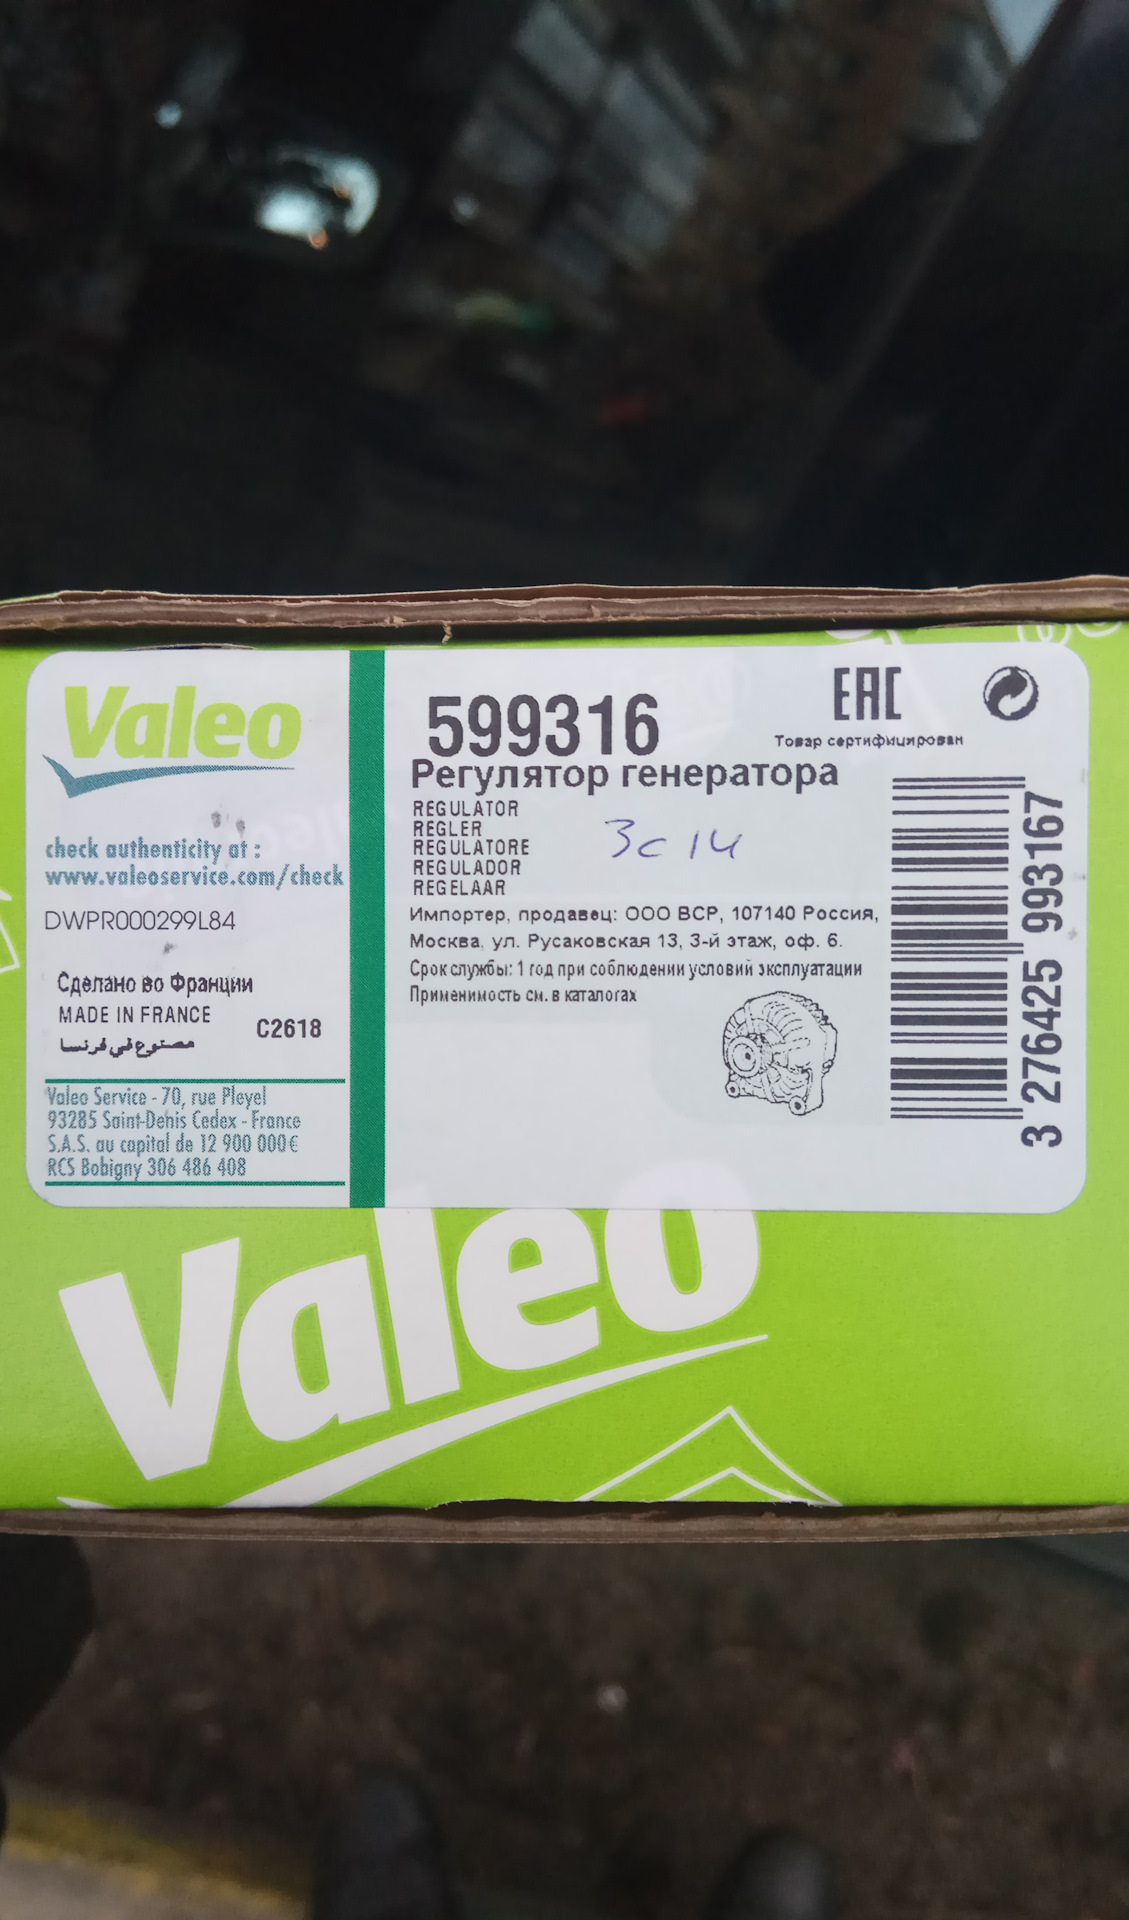 Valeo
check authenticity at :
www.valeoservice.com/check
DWPR000299L84
Сделано во Франции
MADE IN FRANCE
C2618
مصنوع في فرنسا
Valeo Service - 70, rue Pleyel
93285 Saint-Denis Cedex - France
S.A.S. au capital de 12 900 000€
RCS Bobigny 306 486 408
599316
EAC
Товар сертифицирован
Регулятор генератора
REGULATOR
REGLER
REGULATORE
REGULADOR
REGELAAR
3c14
Импортер, продавец: ООО ВСР, 107140 Россия,
Москва, ул. Русаковская 13, 3-й этаж, оф. 6.
Срок службы: 1 год при соблюдении условий эксплуатации
Применимость см. в каталогах
3 276425 993167
Valeo